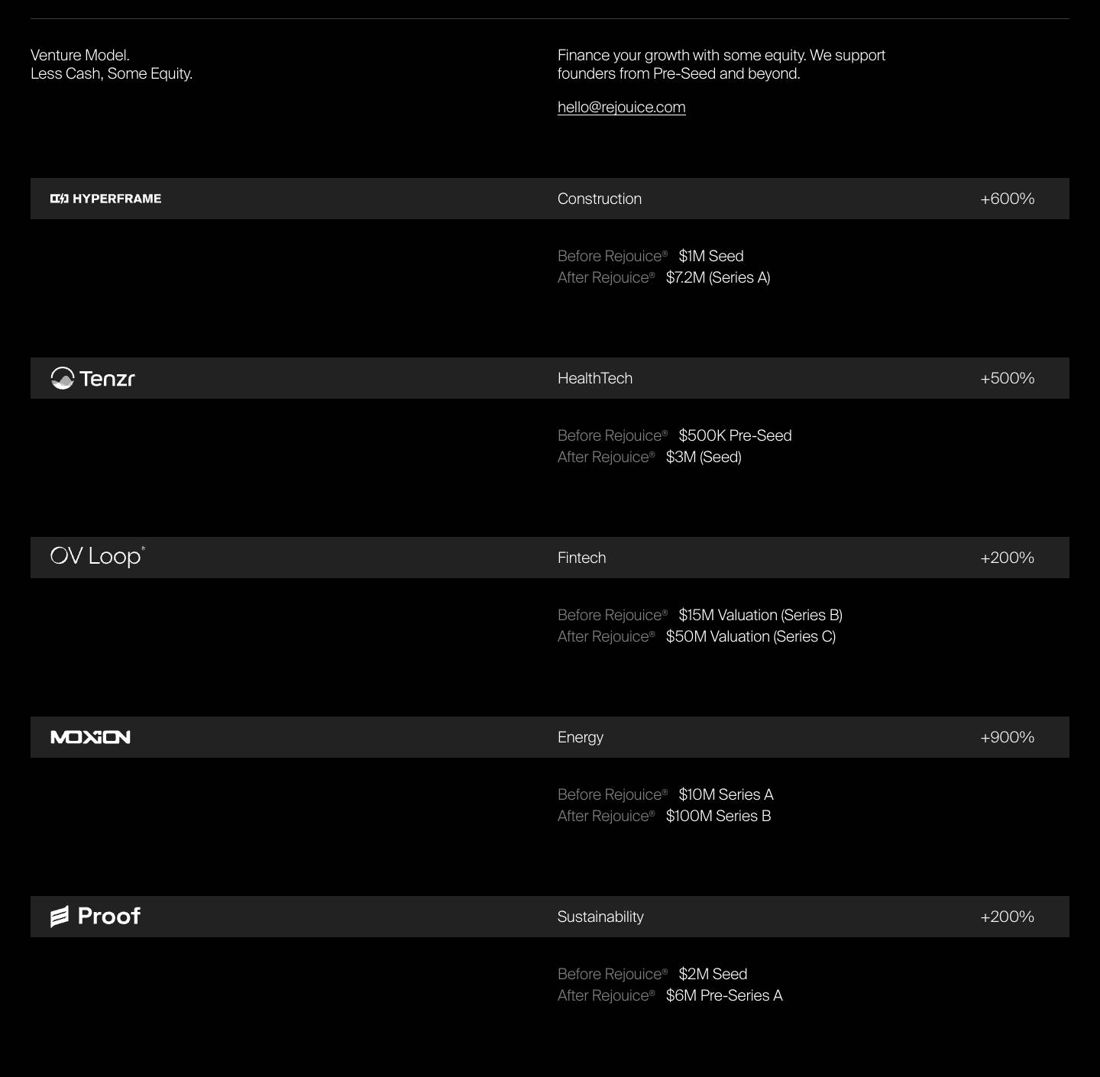 Venture Model.
Less Cash, Some Equity.
Finance your growth with some equity. We support
founders from Pre-Seed and beyond.
hello@rejouice.com
HYPERFRAME Construction +600%
Before Rejouice® $1M Seed
After Rejouice® $7.2M (Series A)
Tenzr HealthTech +500%
Before Rejouice® $500K Pre-Seed
After Rejouice® $3M (Seed)
OV Loop® Fintech +200%
Before Rejouice® $15M Valuation (Series B)
After Rejouice® $50M Valuation (Series C)
MOXION Energy +900%
Before Rejouice® $10M Series A
After Rejouice® $100M Series B
Proof Sustainability +200%
Before Rejouice® $2M Seed
After Rejouice® $6M Pre-Series A